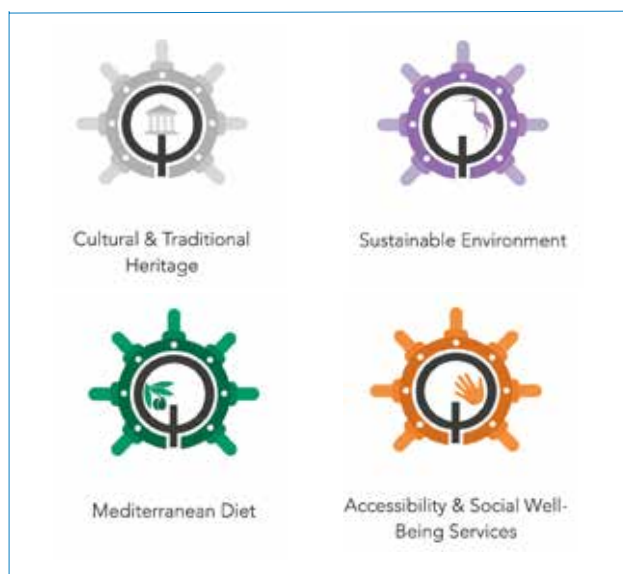 Cultural & Traditional
Heritage
Sustainable Environment
Mediterranean Diet
Accessibility & Social Well-
Being Services